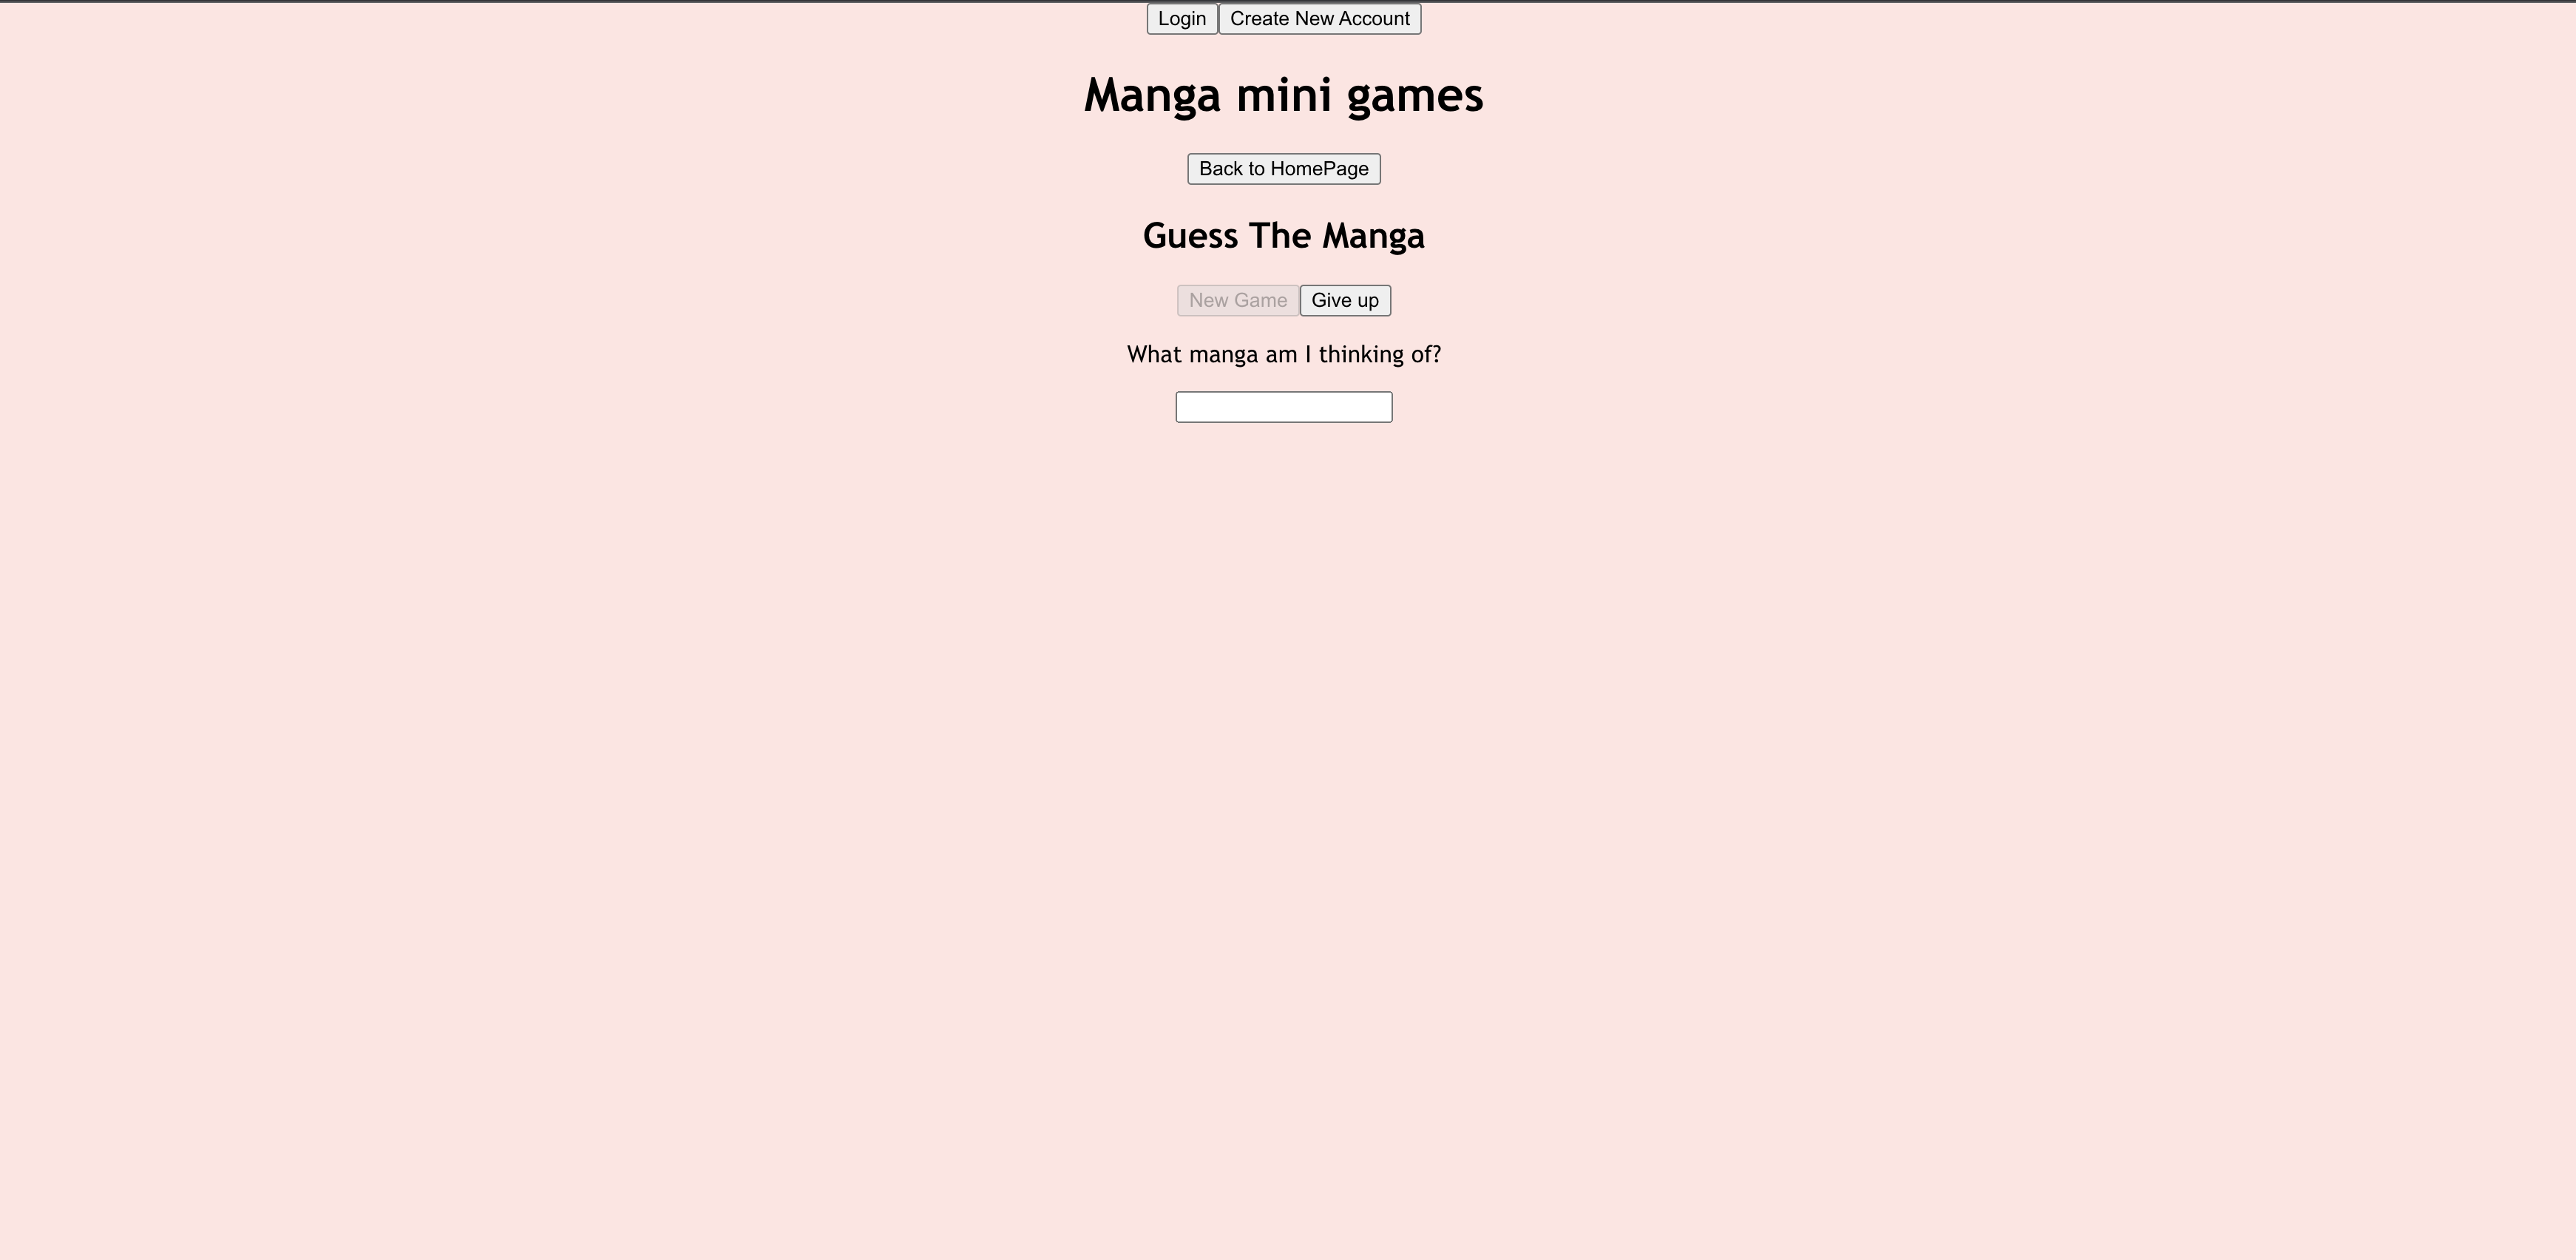 Login Create New Account
Manga mini games
Back to HomePage
Guess The Manga
New Game Give up
What manga am I thinking of?